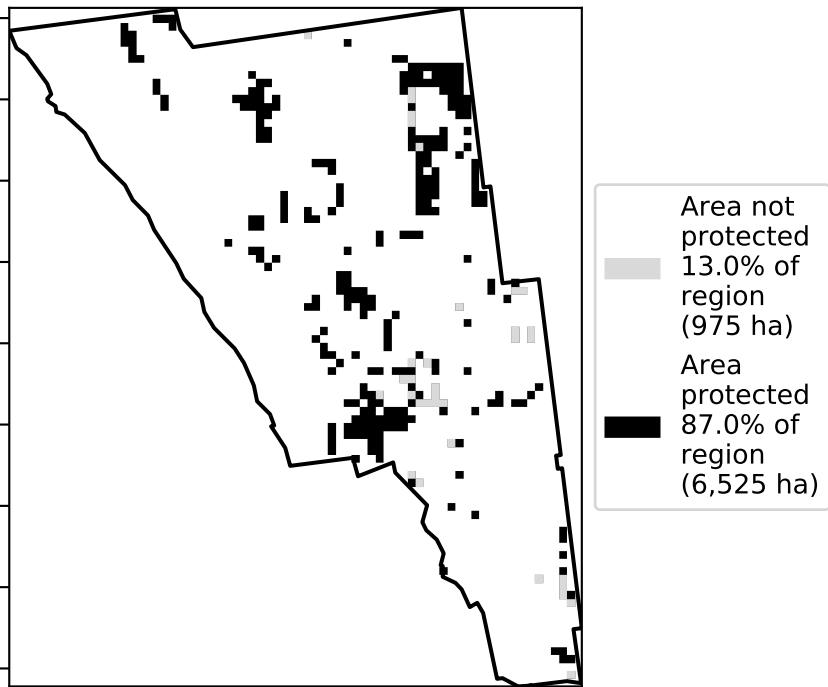 Area not
protected
13.0% of
region
(975 ha)
Area
protected
87.0% of
region
(6,525 ha)